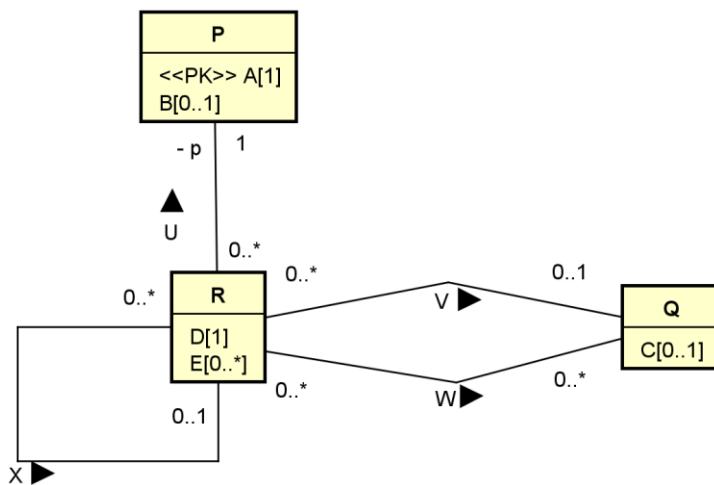 P
<<PK>> A[1]
B[0..1]
- p 1
U
0..*
0..* R
D[1]
E[0..*]
0..1
X
0..* 0..1
V
W
0..* 0..*
Q
C[0..1]